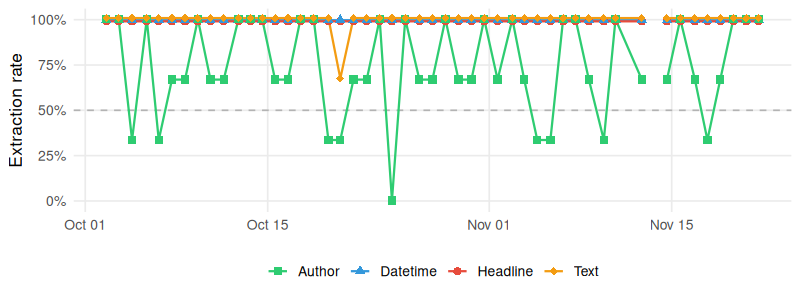 Extraction rate
100%
75%
50%
25%
0%
Oct 01 Oct 15 Nov 01 Nov 15
Author Datetime Headline Text